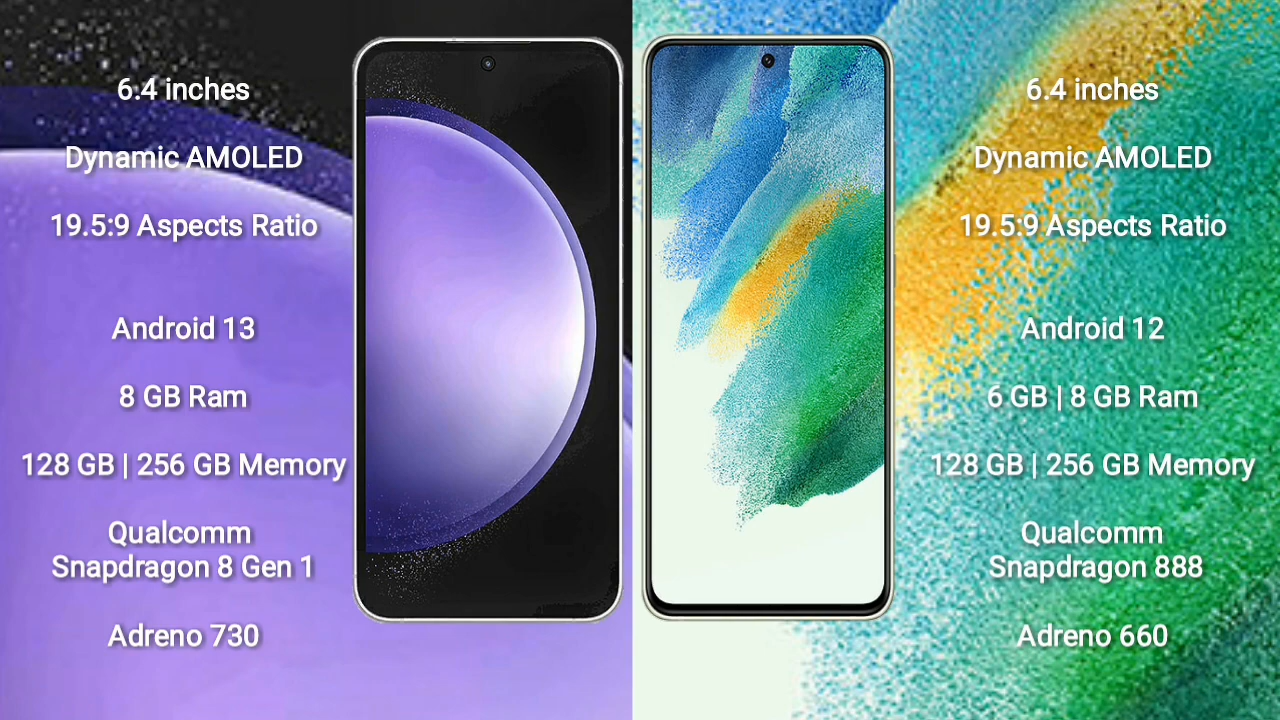 6.4 inches
Dynamic AMOLED
19.5:9 Aspects Ratio
Android 13
8 GB Ram
128 GB | 256 GB Memory
Qualcomm
Snapdragon 8 Gen 1
Adreno 730
6.4 inches
Dynamic AMOLED
19.5:9 Aspects Ratio
Android 12
6 GB | 8 GB Ram
128 GB | 256 GB Memory
Qualcomm
Snapdragon 888
Adreno 660